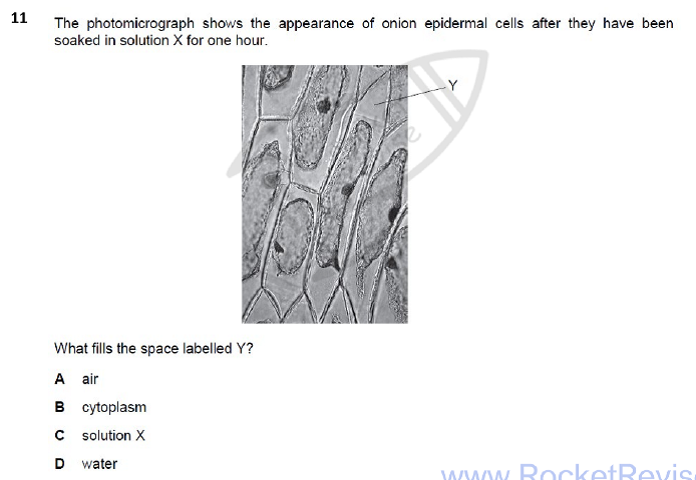 11 The photomicrograph shows the appearance of onion epidermal cells after they have been
soaked in solution X for one hour.
Y
What fills the space labelled Y?
A air
B cytoplasm
C solution X
D water
www.RocketRevis